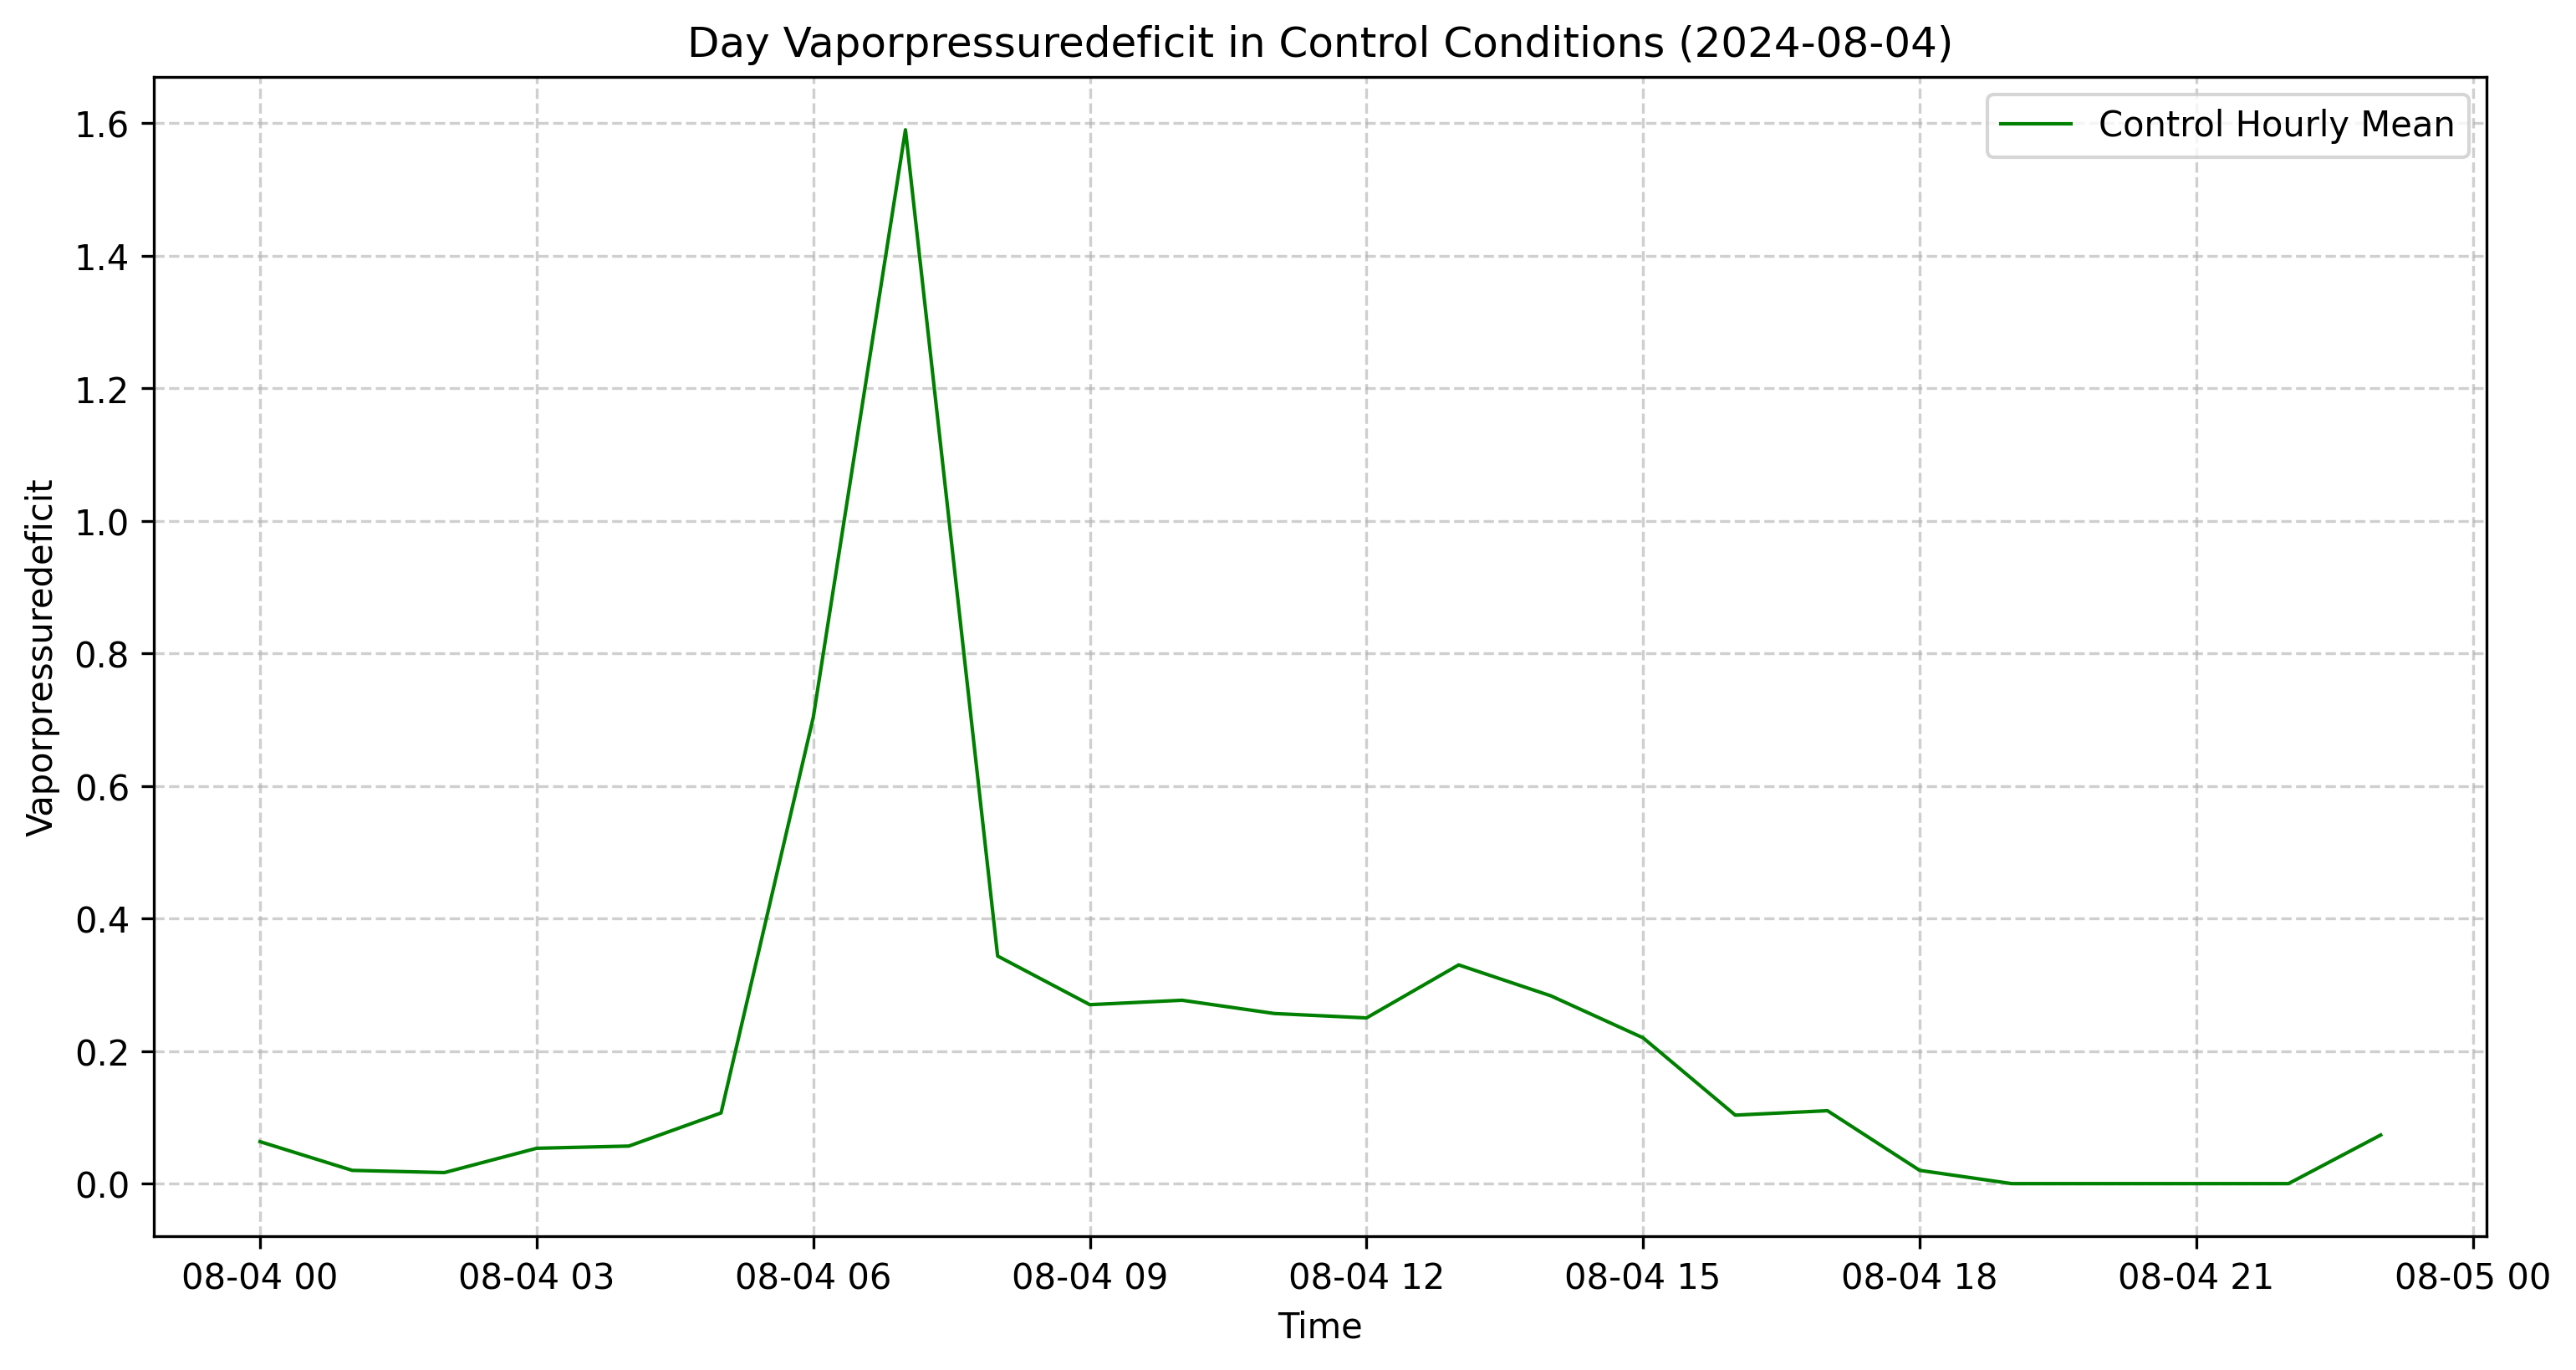 Day Vaporpressuredeficit in Control Conditions (2024-08-04)
Control Hourly Mean
Vaporpressuredeficit
1.6
1.4
1.2
1.0
0.8
0.6
0.4
0.2
0.0
08-04 00 08-04 03 08-04 06 08-04 09 08-04 12 08-04 15 08-04 18 08-04 21 08-05 00
Time